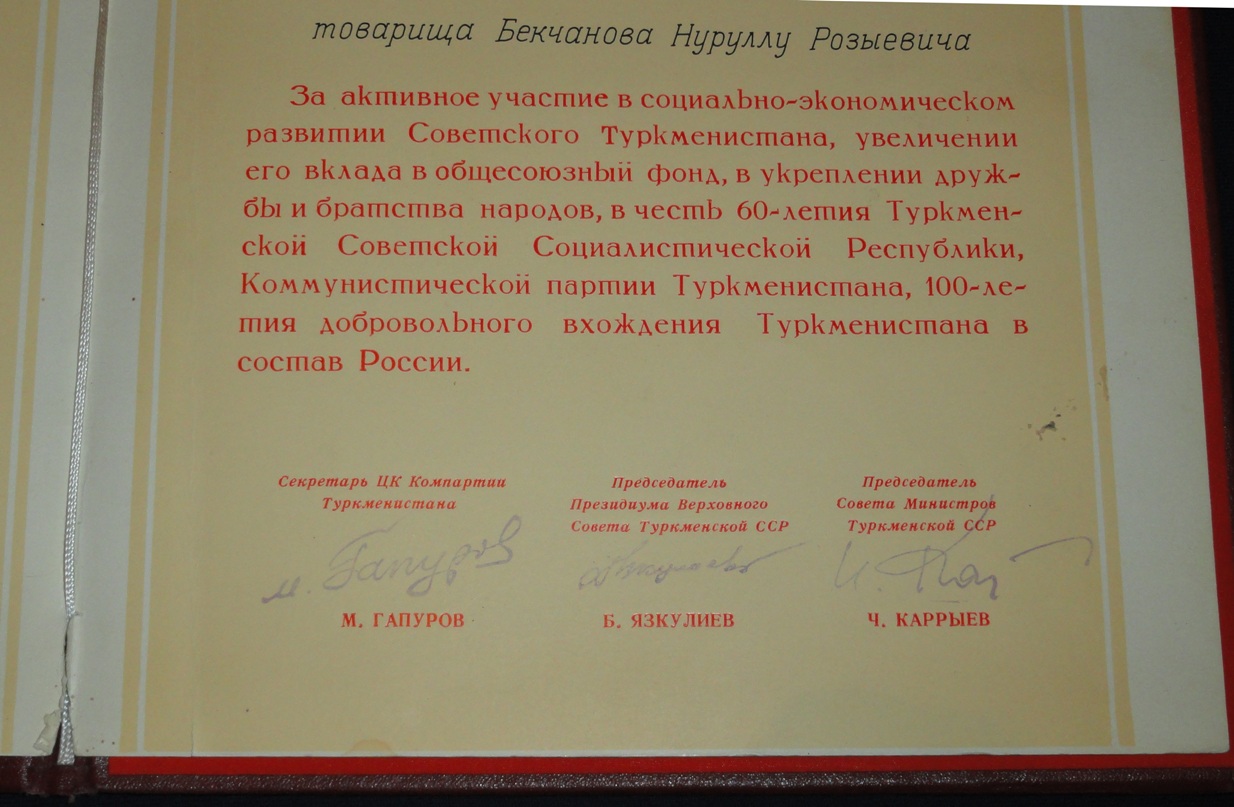 товарища Бекчанова Нуруллу Розыевича
За активное участие в социально-экономическом
развитии Советского Туркменистана, увеличении
его вклада в общесоюзный фонд, в укреплении друж-
бы и братства народов, в честь 60-летия Туркмен-
ской Советской Социалистической Республики,
Коммунистической партии Туркменистана, 100-ле-
тия добровольного вхождения Туркменистана в
состав России.
Секретарь ЦК Компартии
Туркменистана
Председатель
Президиума Верховного
Совета Туркменской ССР
Председатель
Совета Министров
Туркменской ССР
м. Гапуров
М. ГАПУРОВ
Б. ЯЗКУЛИЕВ
Ч. КАРРЫЕВ